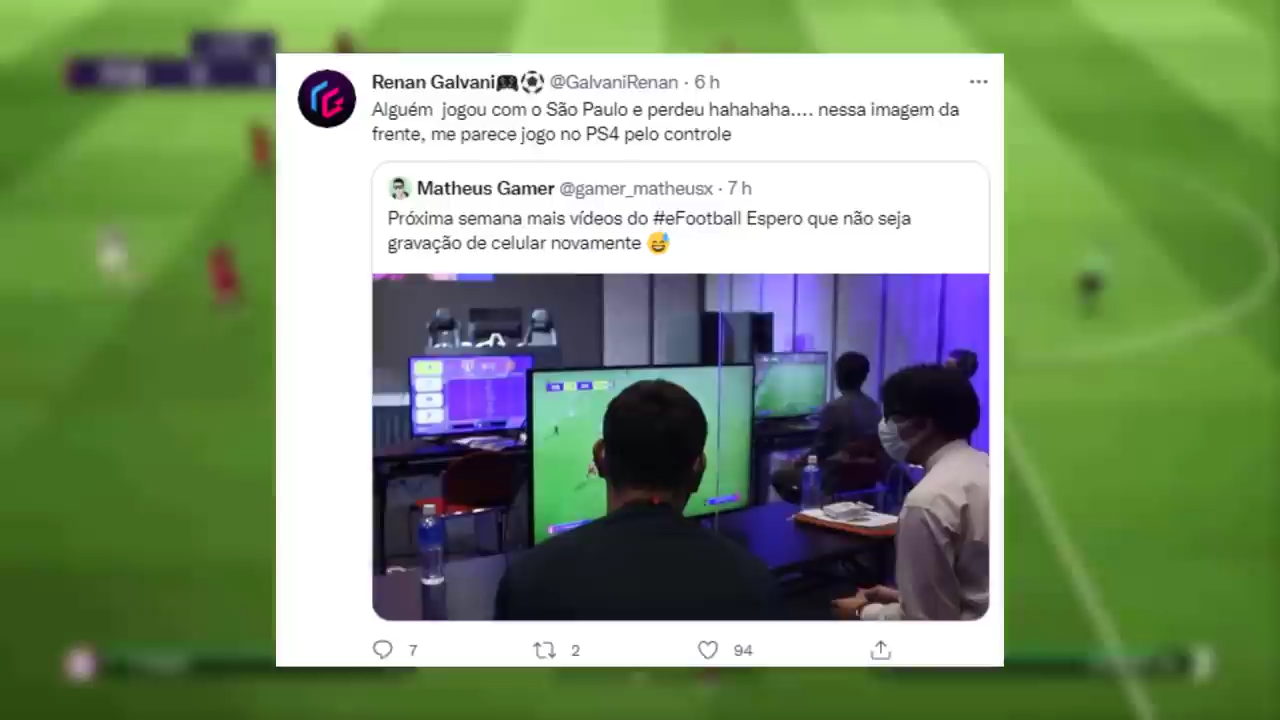 Renan Galvani🎮⚽ @GalvaniRenan · 6 h
Alguém jogou com o São Paulo e perdeu hahahaha.... nessa imagem da
frente, me parece jogo no PS4 pelo controle
Matheus Gamer @gamer_matheusx · 7 h
Próxima semana mais vídeos do #eFootball Espero que não seja
gravação de celular novamente 😅
7 2 94